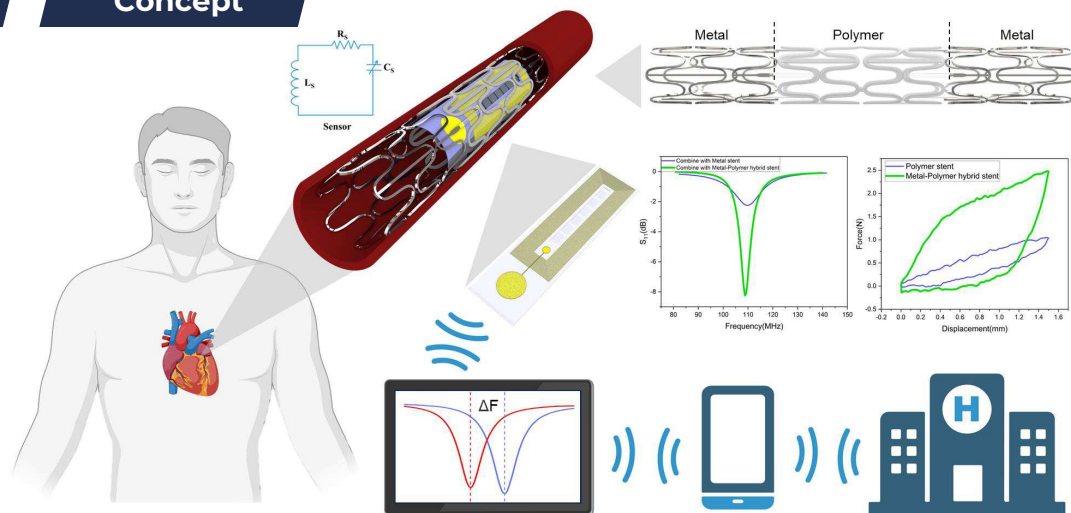 Concept
R_S
C_S
L_S
Sensor
Metal
Polymer
Metal
Combine with Metal stent
Combine with Metal-Polymer hybrid stent
0
-2
-4
-6
-8
S₁₁(dB)
80
90
100
110
120
130
140
150
Frequency(MHz)
Polymer stent
Metal-Polymer hybrid stent
2.5
2.0
1.5
1.0
0.5
0.0
-0.5
Force(N)
-0.2
0.0
0.2
0.4
0.6
0.8
1.0
1.2
1.4
1.6
Displacement(mm)
ΔF
H